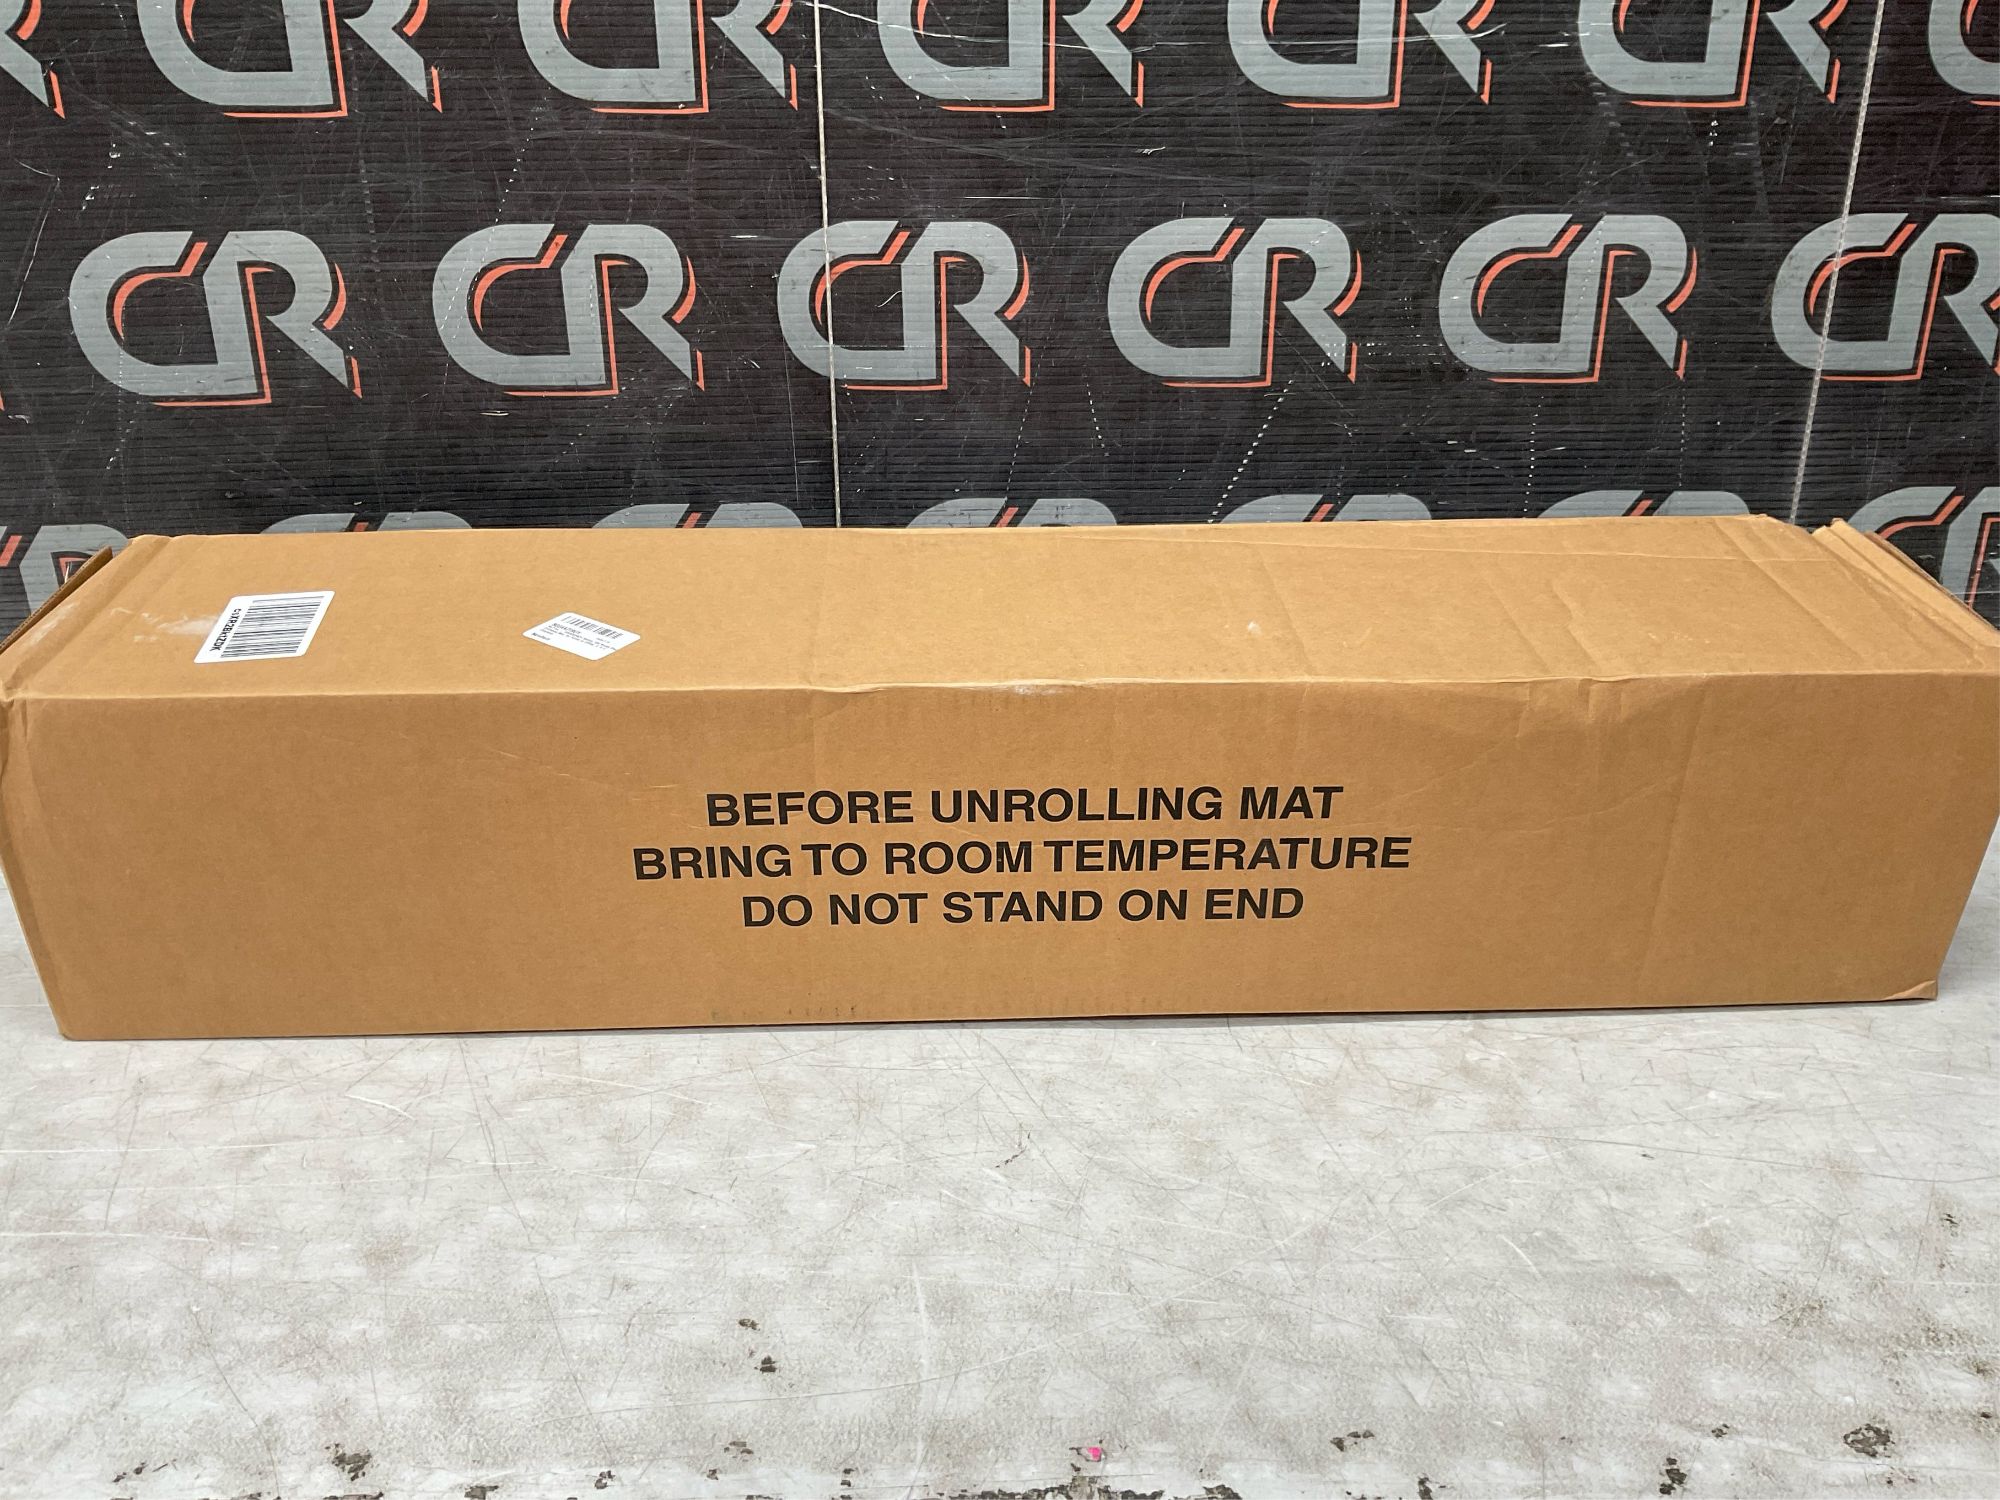 CR CR CR CR CR CR
CR CR CR CR CR CR
BEFORE UNROLLING MAT
BRING TO ROOM TEMPERATURE
DO NOT STAND ON END